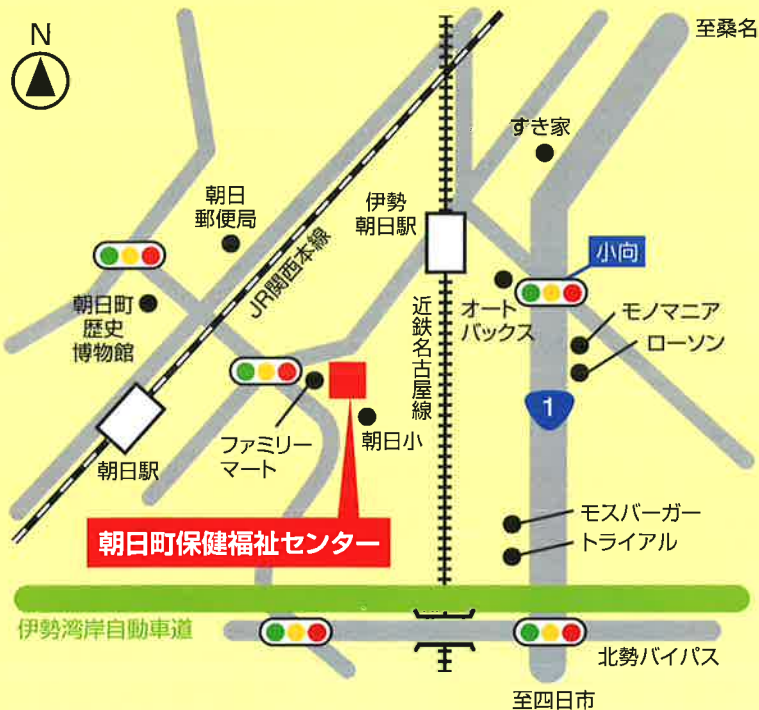 N
至桑名
すき家
朝日
郵便局
伊勢
朝日駅
小向
JR関西本線
朝日町
歴史
博物館
オート
バックス
モノマニア
ローソン
近鉄名古屋線
1
ファミリー
マート
朝日小
朝日駅
モスバーガー
トライアル
朝日町保健福祉センター
伊勢湾岸自動車道
北勢バイパス
至四日市